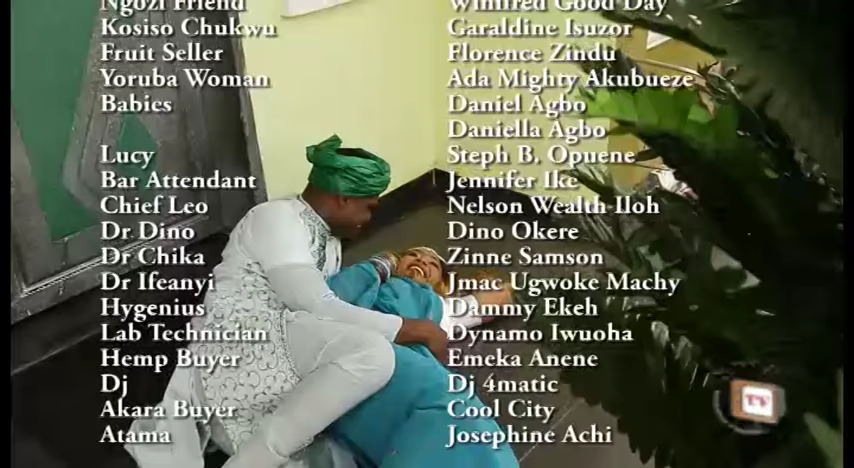 Ngozi Friend Winifred Good Day
Kosiso Chukwu Garaldine Isuzor
Fruit Seller Florence Zindu
Yoruba Woman Ada Mighty Akubueze
Babies Daniel Agbo
Daniella Agbo
Lucy Steph B. Opuene
Bar Attendant Jennifer Ike
Chief Leo Nelson Wealth Iloh
Dr Dino Dino Okere
Dr Chika Zinne Samson
Dr Ifeanyi Jmac Ugwoke Machy
Hygenius Dammy Ekeh
Lab Technician Dynamo Iwuoha
Hemp Buyer Emeka Anene
Dj Dj 4matic
Akara Buyer Cool City
Atama Josephine Achi
TV